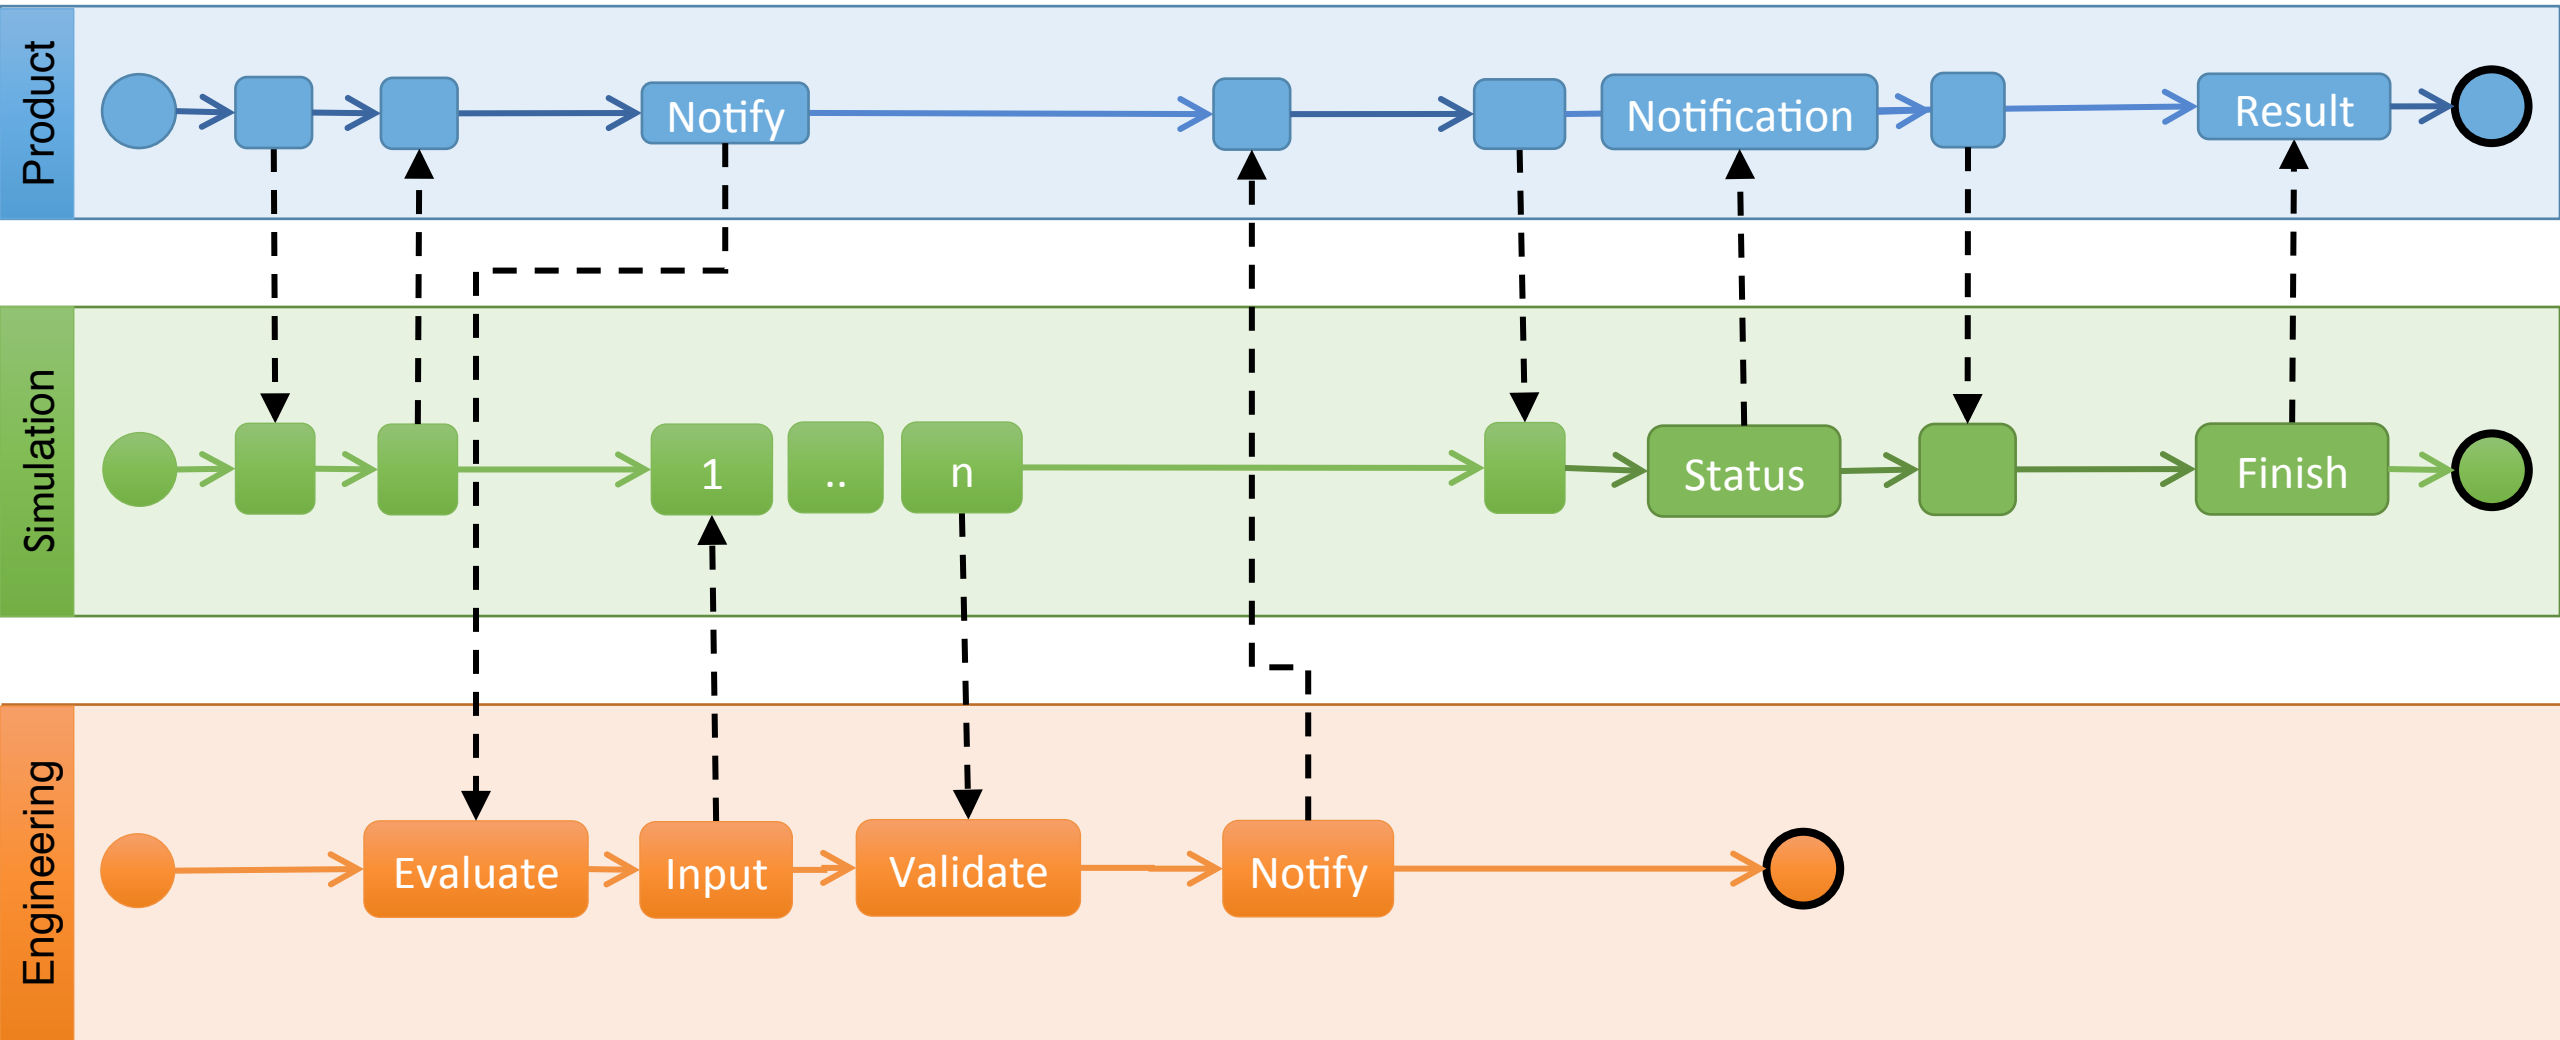 Product
Notify
Notification
Result
Simulation
1
..
n
Status
Finish
Engineering
Evaluate
Input
Validate
Notify